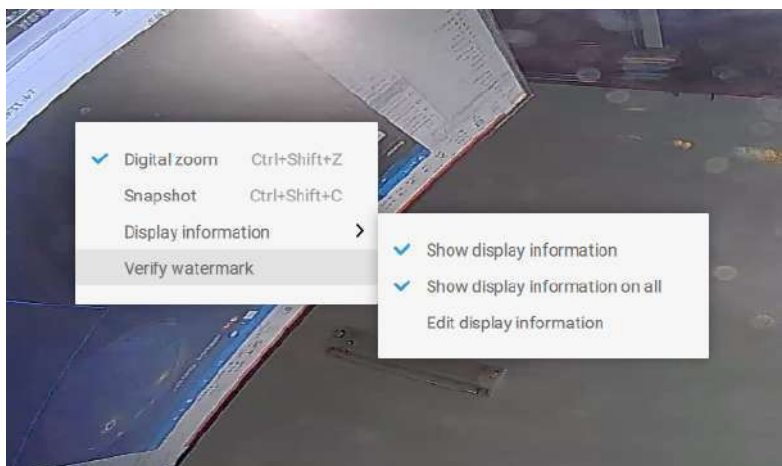 Digital zoom Ctrl+Shift+Z
Snapshot Ctrl+Shift+C
Display information
Verify watermark
Show display information
Show display information on all
Edit display information